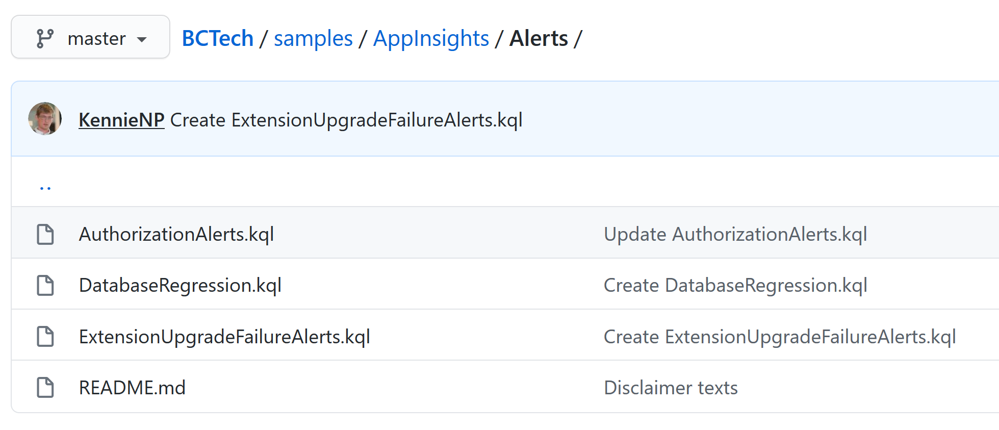 master BCTech / samples / AppInsights / Alerts /
KennieNP Create ExtensionUpgradeFailureAlerts.kql
..
AuthorizationAlerts.kql Update AuthorizationAlerts.kql
DatabaseRegression.kql Create DatabaseRegression.kql
ExtensionUpgradeFailureAlerts.kql Create ExtensionUpgradeFailureAlerts.kql
README.md Disclaimer texts